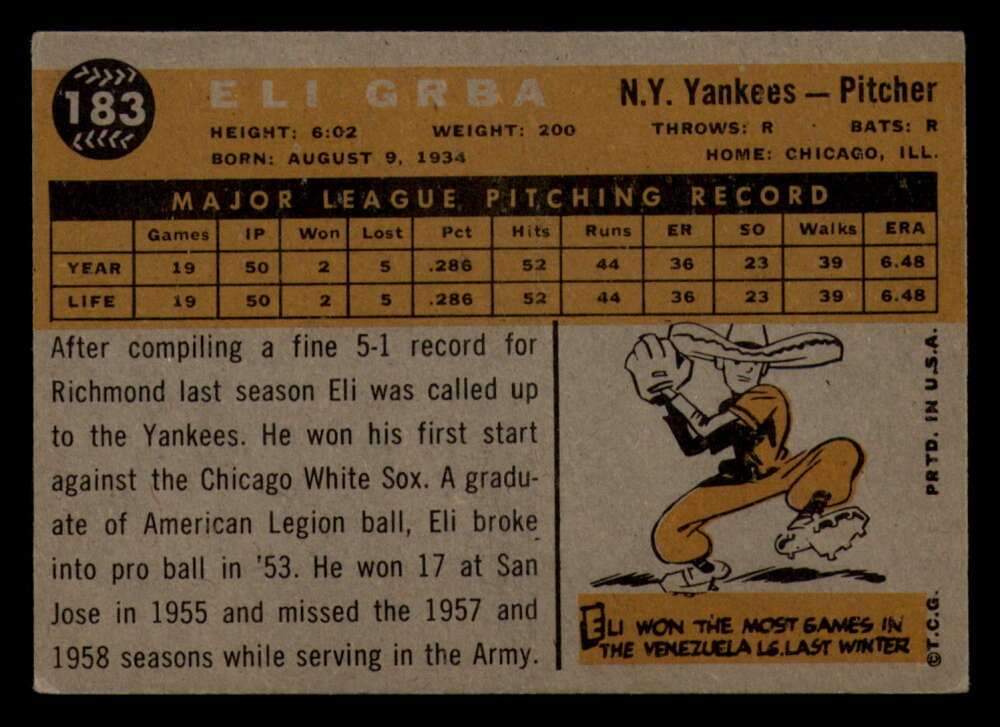 183
ELI GRBA
N.Y. Yankees — Pitcher
HEIGHT: 6:02 WEIGHT: 200 THROWS: R · BATS: R
BORN: AUGUST 9, 1934 HOME: CHICAGO, ILL.
MAJOR LEAGUE PITCHING RECORD
Games IP Won Lost Pct Hits Runs ER SO Walks ERA
YEAR 19 50 2 5 .286 52 44 36 23 39 6.48
LIFE 19 50 2 5 .286 52 44 36 23 39 6.48
After compiling a fine 5-1 record for
Richmond last season Eli was called up
to the Yankees. He won his first start
against the Chicago White Sox. A gradu-
ate of American Legion ball, Eli broke
into pro ball in '53. He won 17 at San
Jose in 1955 and missed the 1957 and
1958 seasons while serving in the Army.
ELI WON THE MOST GAMES IN
THE VENEZUELA LG. LAST WINTER
©T.C.G. PRTD. IN U.S.A.